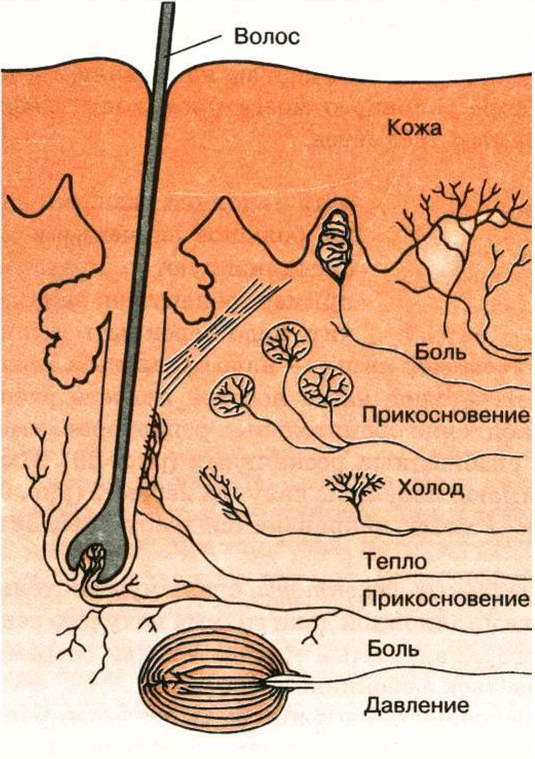 Волос
Кожа
Боль
Прикосновение
Холод
Тепло
Прикосновение
Боль
Давление